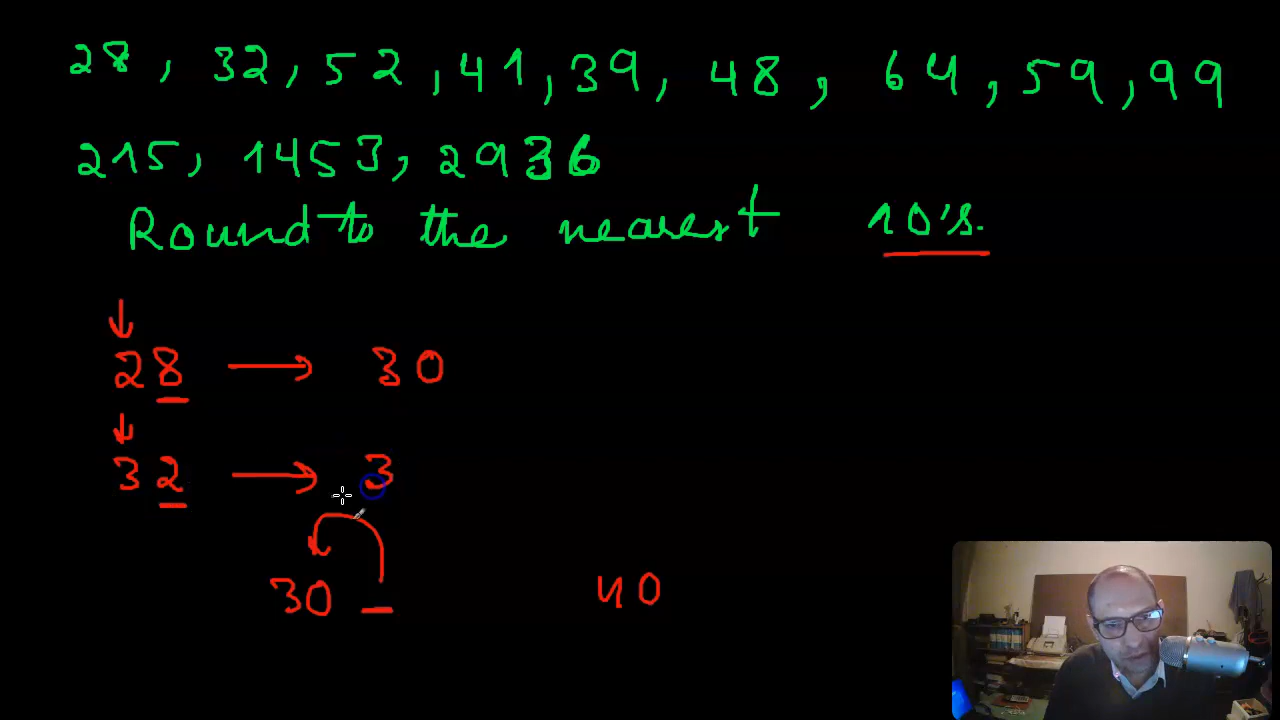 28, 32, 52, 41, 39, 48, 64, 59, 99
215, 1453, 2936
Round to the nearest 10's.
28 → 30
32 → 3
30 _ 40